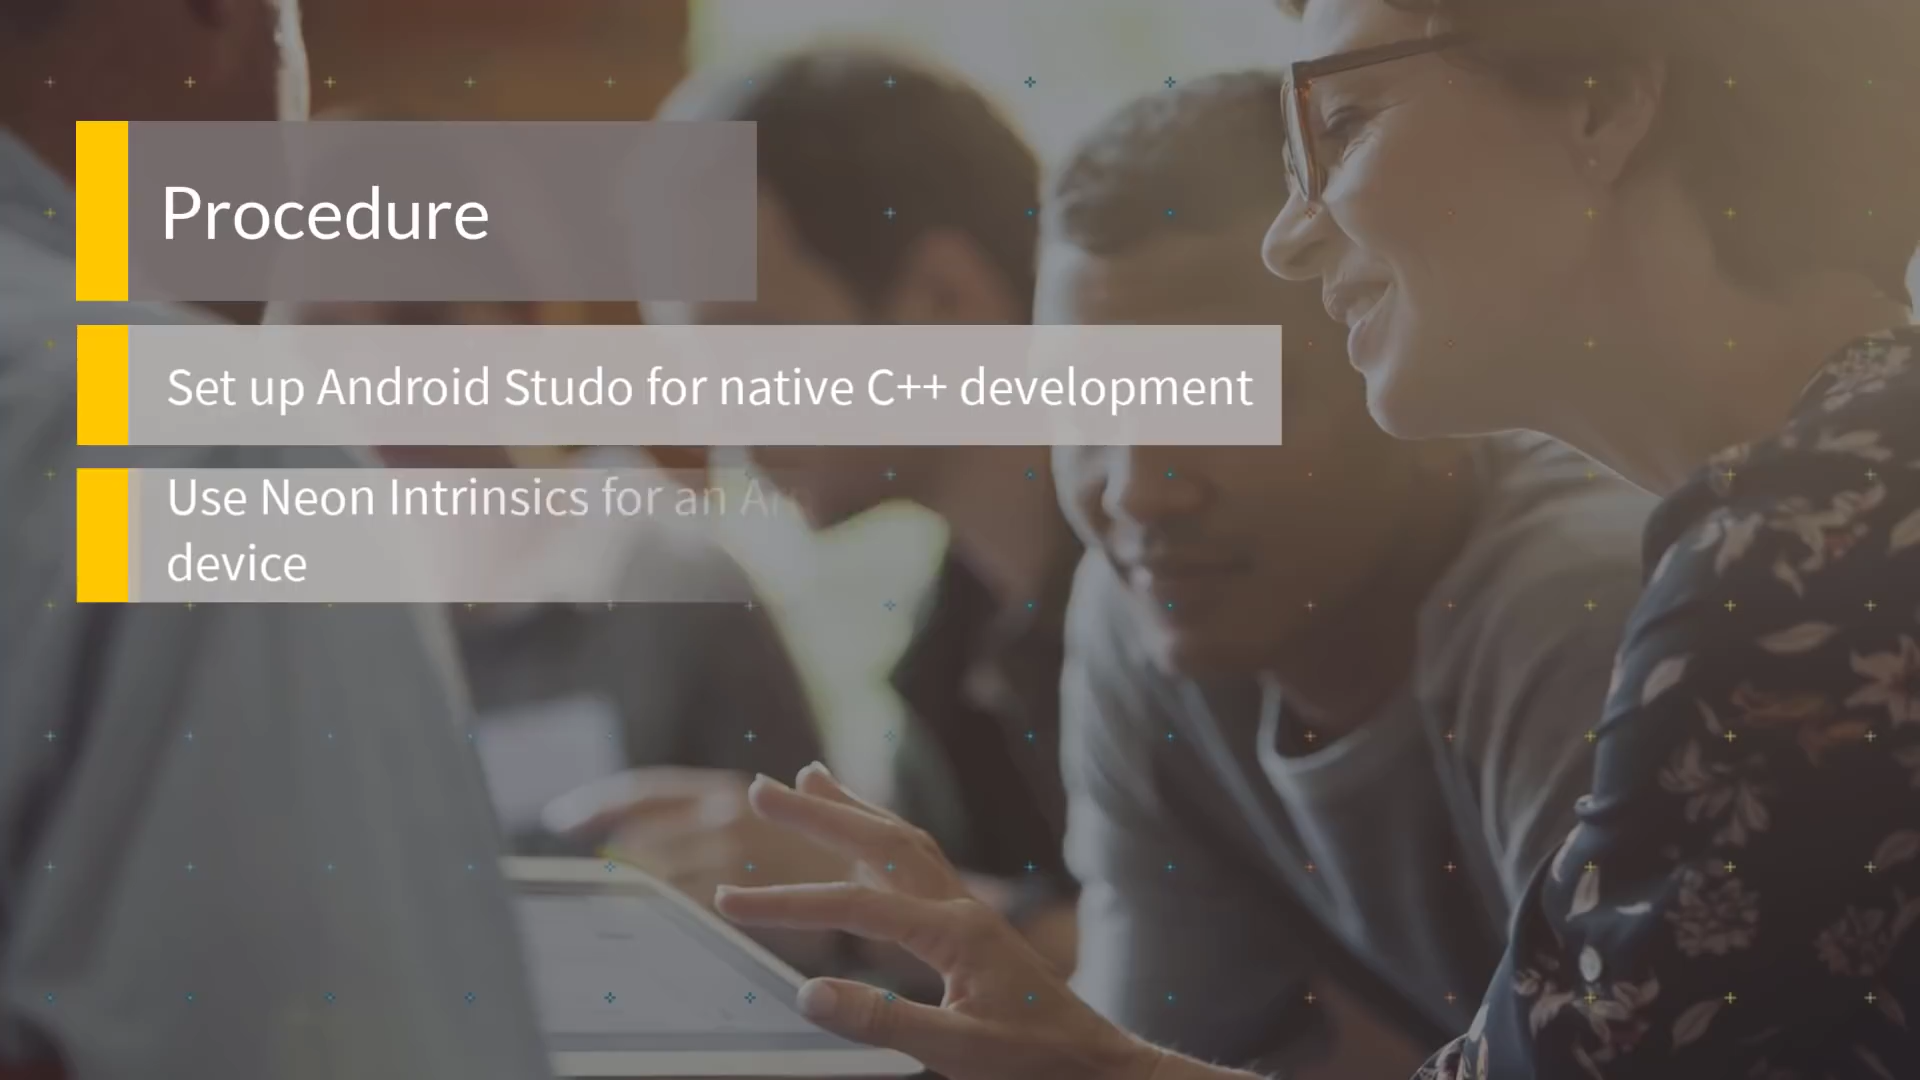 Procedure
Set up Android Studo for native C++ development
Use Neon Intrinsics for an
device